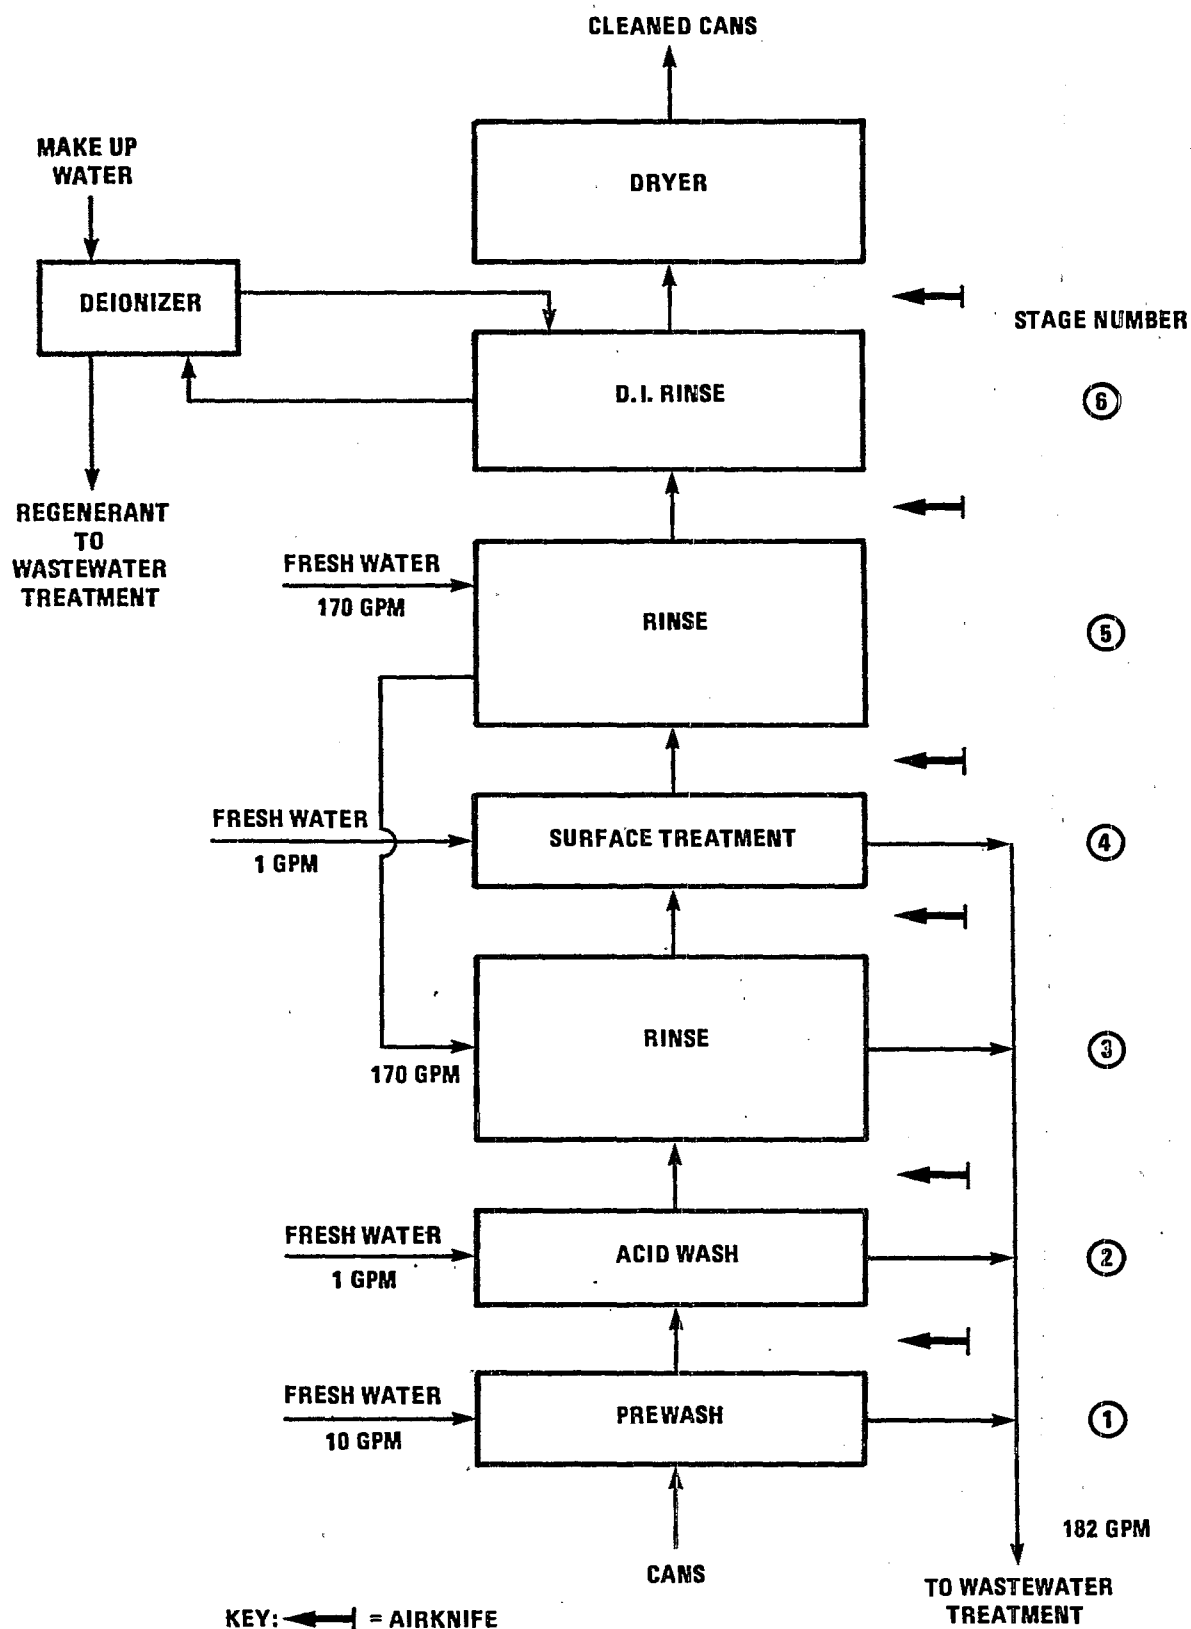 CLEANED CANS
DRYER
MAKE UP
WATER
DEIONIZER
STAGE NUMBER
D.I. RINSE
6
REGENERANT
TO
WASTEWATER
TREATMENT
FRESH WATER
170 GPM
RINSE
5
FRESH WATER
1 GPM
SURFACE TREATMENT
4
RINSE
3
170 GPM
FRESH WATER
1 GPM
ACID WASH
2
FRESH WATER
10 GPM
PREWASH
1
182 GPM
CANS
TO WASTEWATER
TREATMENT
KEY: = AIRKNIFE